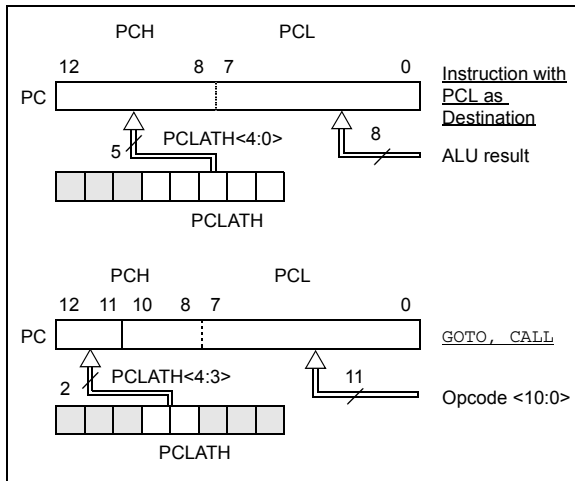 PCH PCL
12 8 7 0
Instruction with
PCL as
Destination
PC
PCLATH<4:0>
5
8
ALU result
PCLATH
PCH PCL
12 11 10 8 7 0
PC
GOTO, CALL
PCLATH<4:3>
2
11
Opcode <10:0>
PCLATH